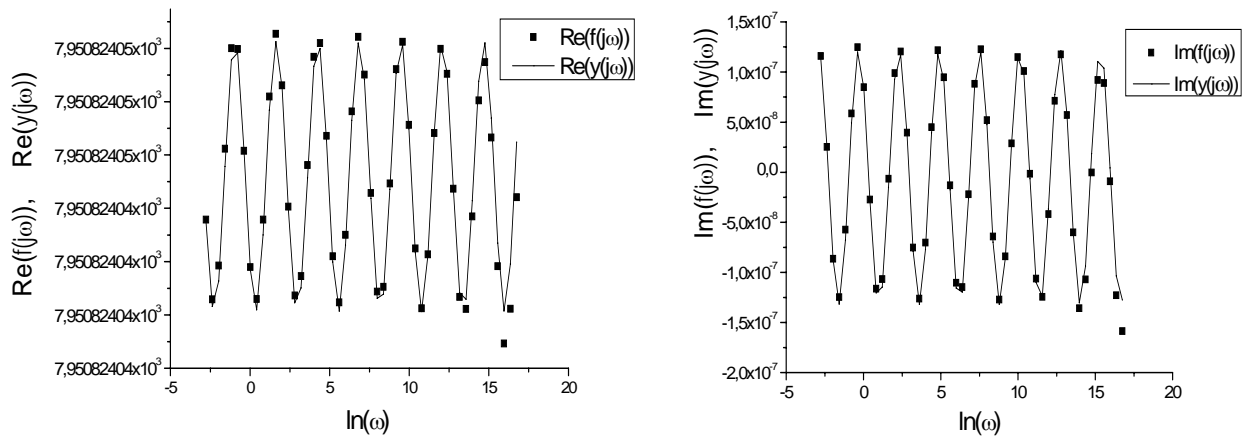 Re(f(jω)), Re(y(jω))
7,95082405x10³
7,95082405x10³
7,95082405x10³
7,95082404x10³
7,95082404x10³
7,95082404x10³
7,95082404x10³
-5 0 5 10 15 20
ln(ω)
Re(f(jω))
Re(y(jω))
Im(f(jω)), Im(y(jω))
1,5x10⁻⁷
1,0x10⁻⁷
5,0x10⁻⁸
0,0
-5,0x10⁻⁸
-1,0x10⁻⁷
-1,5x10⁻⁷
-2,0x10⁻⁷
-5 0 5 10 15 20
ln(ω)
Im(f(jω))
Im(y(jω))